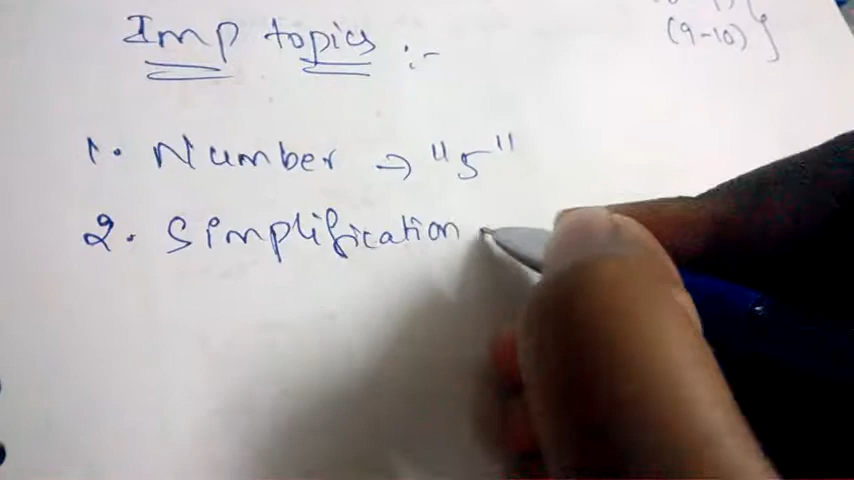 (9-10)}
Imp topics :-
1. Number → "5"
2. Simplification